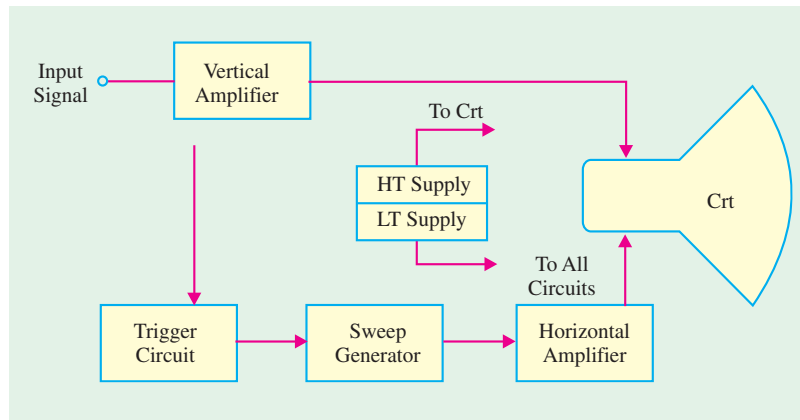 Input
Signal
Vertical
Amplifier
To Crt
HT Supply
LT Supply
Crt
To All
Circuits
Trigger
Circuit
Sweep
Generator
Horizontal
Amplifier